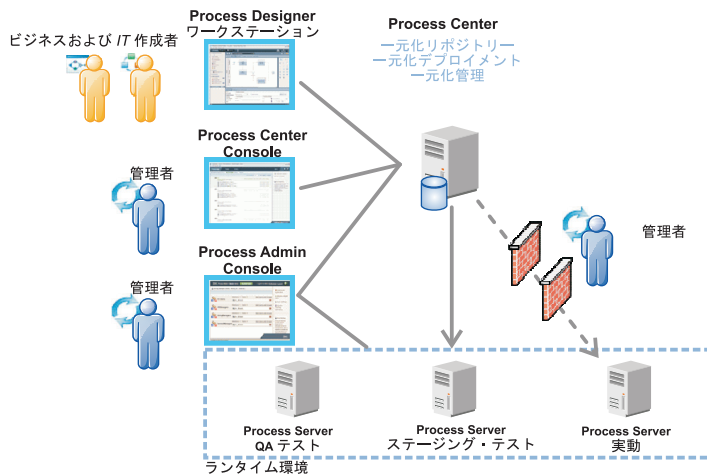 Process Designer
ワークステーション
ビジネスおよび IT 作成者
Process Center
一元化リポジトリー
一元化デプロイメント
一元化管理
Process Center
Console
管理者
Process Admin
Console
管理者
管理者
Process Server
QA テスト
Process Server
ステージング・テスト
Process Server
実動
ランタイム環境